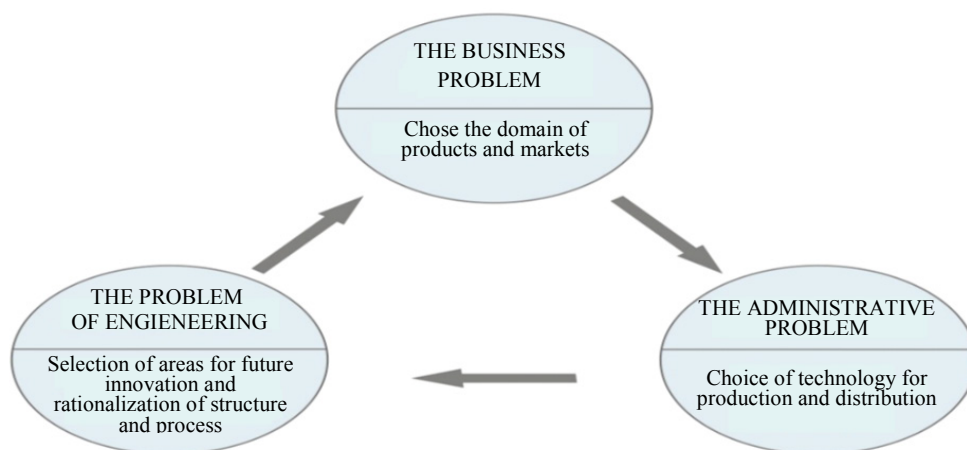 THE BUSINESS
PROBLEM
Chose the domain of
products and markets
THE PROBLEM
OF ENGIENEERING
Selection of areas for future
innovation and
rationalization of structure
and process
THE ADMINISTRATIVE
PROBLEM
Choice of technology for
production and distribution